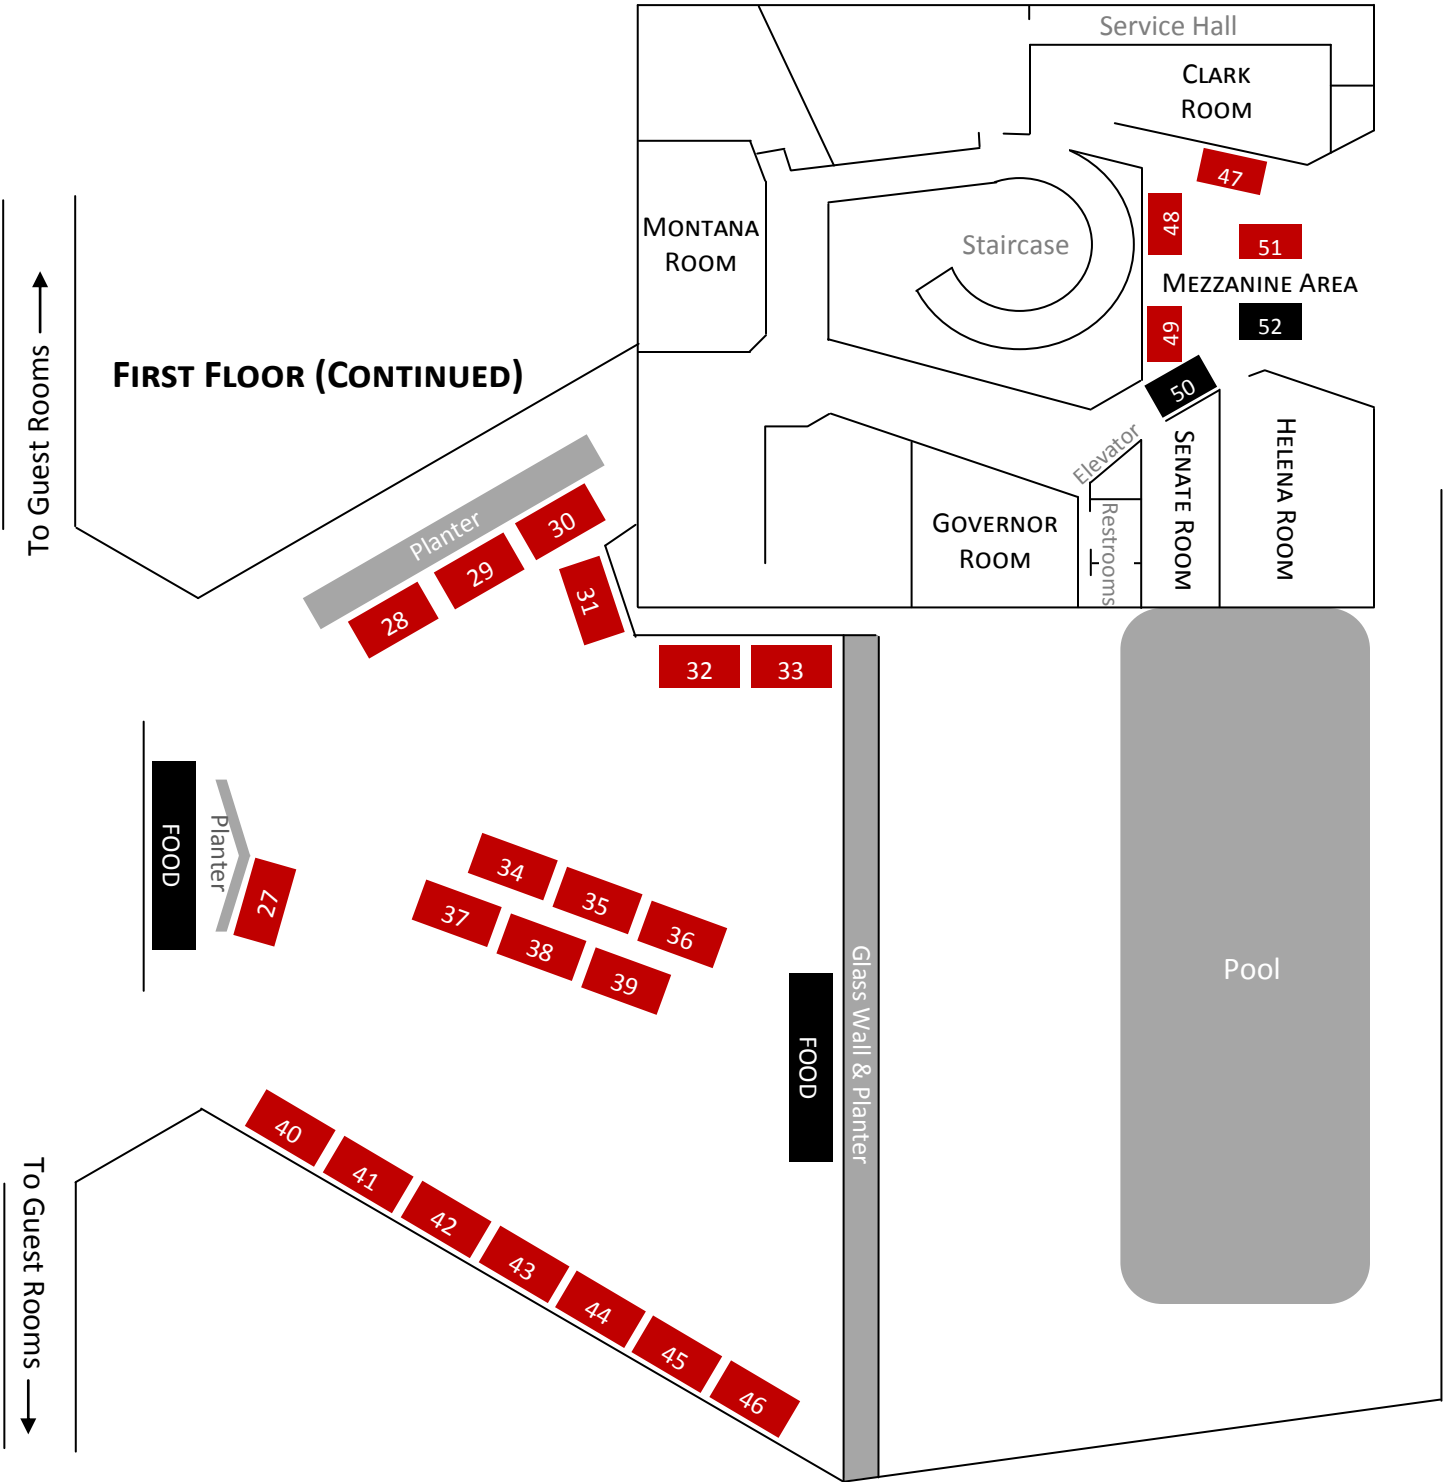 Service Hall
CLARK
ROOM
47
48
51
MONTANA
ROOM
Staircase
MEZZANINE AREA
49
52
50
To Guest Rooms
FIRST FLOOR (CONTINUED)
Elevator
SENATE ROOM
HELENA ROOM
GOVERNOR
ROOM
Restrooms
Planter
30
29
28
31
32
33
FOOD
Planter
27
34
35
36
37
38
39
Glass Wall & Planter
FOOD
Pool
40
41
42
43
44
45
46
To Guest Rooms